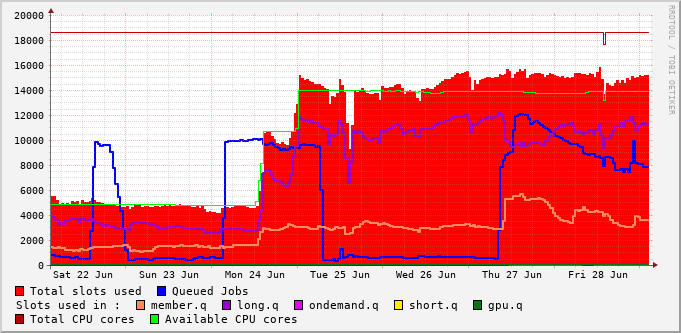 20000
18000
16000
14000
12000
10000
8000
6000
4000
2000
0
Sat 22 Jun Sun 23 Jun Mon 24 Jun Tue 25 Jun Wed 26 Jun Thu 27 Jun Fri 28 Jun
RRDTOOL / TOBI OETIKER
Total slots used Queued Jobs
Slots used in : member.q long.q ondemand.q short.q gpu.q
Total CPU cores Available CPU cores